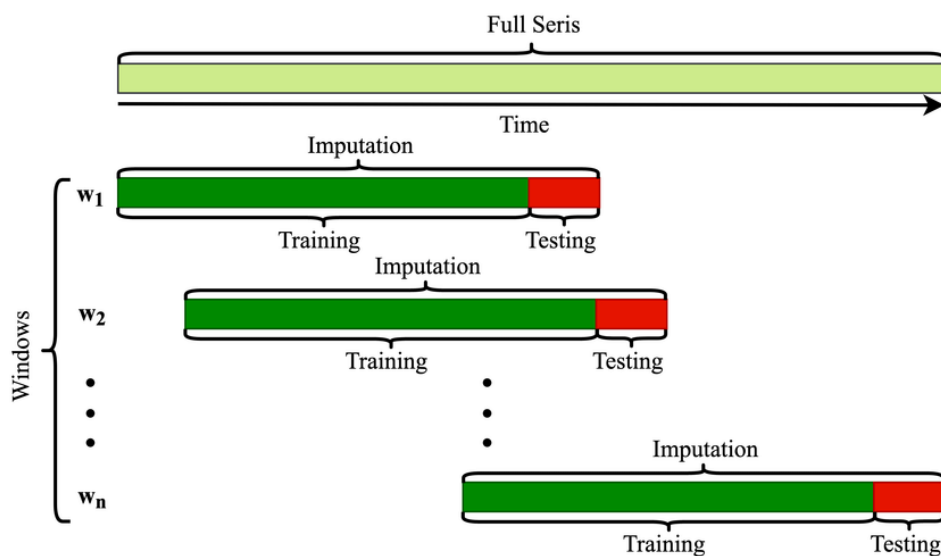 Full Seris
Time
Imputation
w1
Training Testing
Imputation
w2
Training Testing
Windows
Imputation
wn
Training Testing